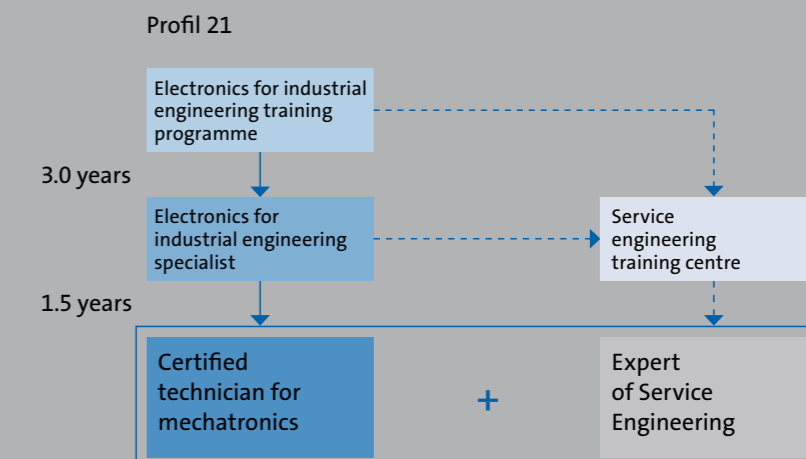 Profil 21
Electronics for industrial
engineering training
programme
3.0 years
Electronics for
industrial engineering
specialist
Service
engineering
training centre
1.5 years
Certified
technician for
mechatronics
+
Expert
of Service
Engineering